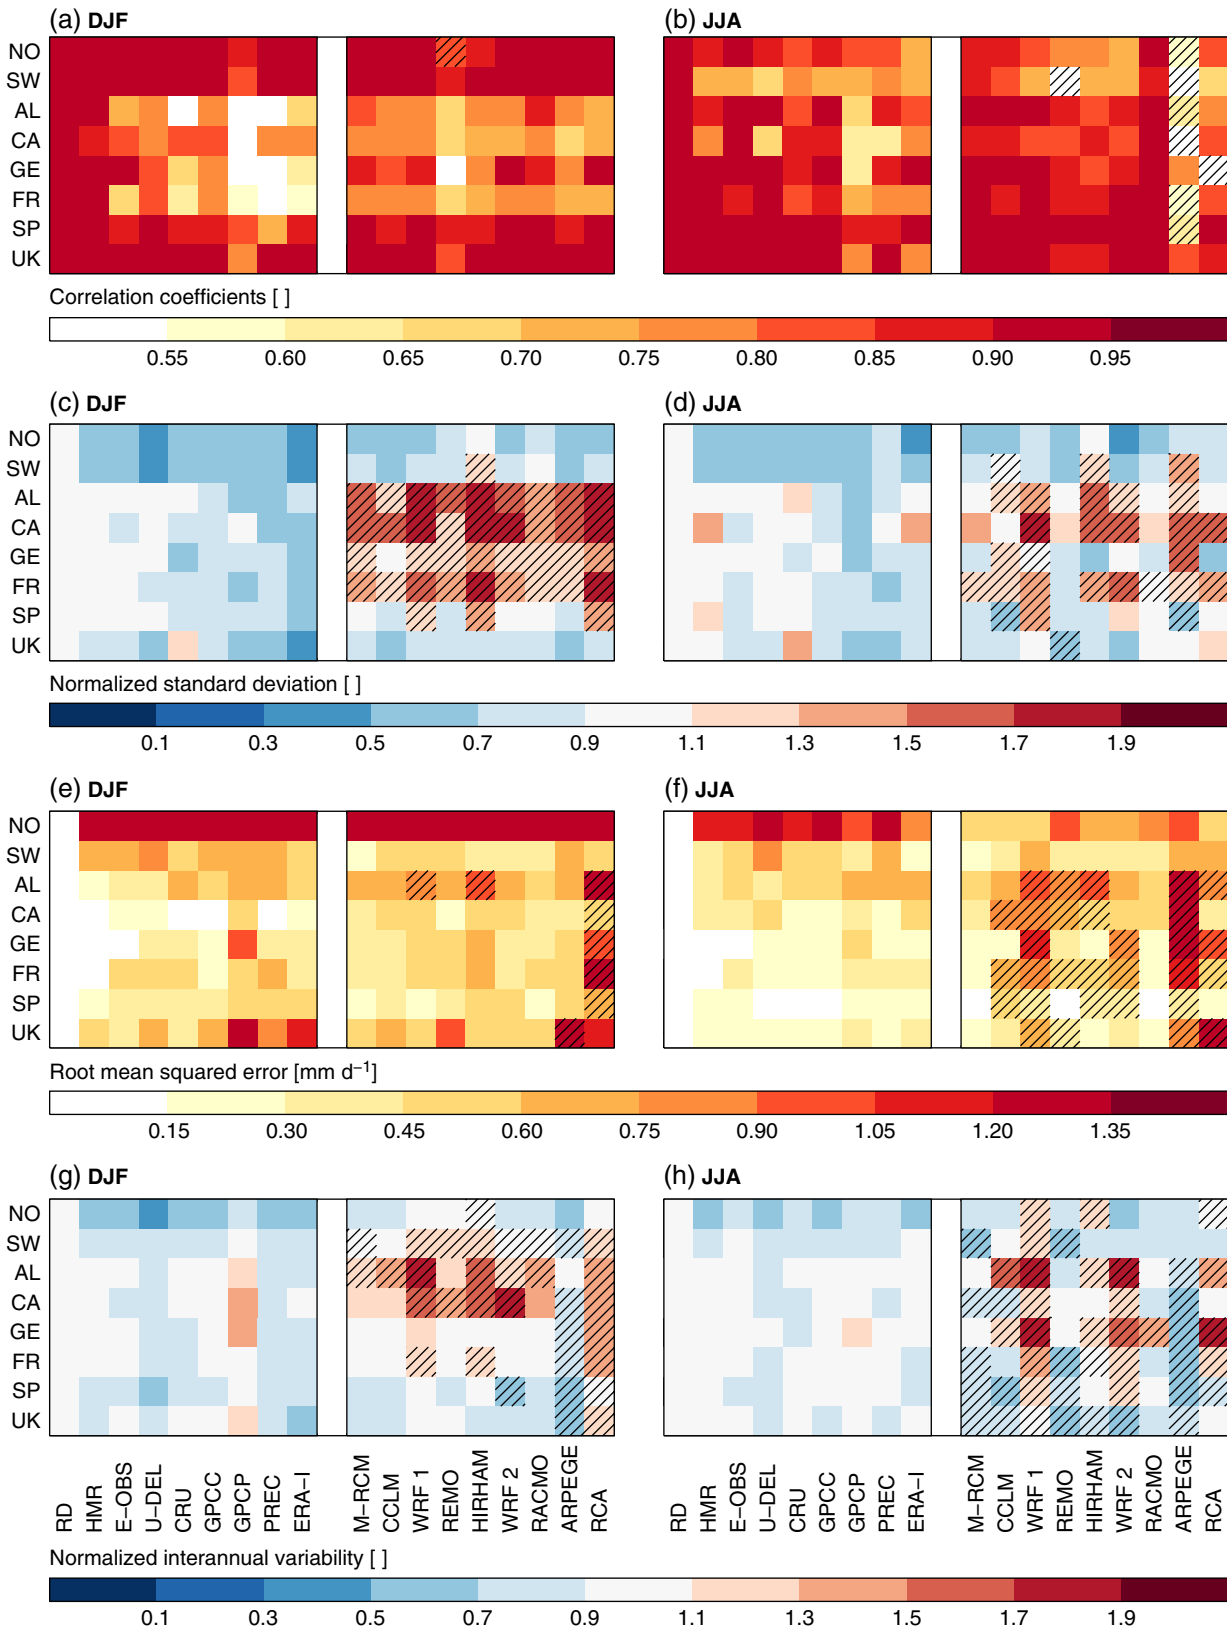 (a) DJF
(b) JJA
NO
SW
AL
CA
GE
FR
SP
UK
Correlation coefficients [ ]
0.55 0.60 0.65 0.70 0.75 0.80 0.85 0.90 0.95
(c) DJF
(d) JJA
NO
SW
AL
CA
GE
FR
SP
UK
Normalized standard deviation [ ]
0.1 0.3 0.5 0.7 0.9 1.1 1.3 1.5 1.7 1.9
(e) DJF
(f) JJA
NO
SW
AL
CA
GE
FR
SP
UK
Root mean squared error [mm d⁻¹]
0.15 0.30 0.45 0.60 0.75 0.90 1.05 1.20 1.35
(g) DJF
(h) JJA
NO
SW
AL
CA
GE
FR
SP
UK
RD
HMR
E−OBS
U−DEL
CRU
GPCC
GPCP
PREC
ERA−I
M−RCM
CCLM
WRF 1
REMO
HIRHAM
WRF 2
RACMO
ARPEGE
RCA
RD
HMR
E−OBS
U−DEL
CRU
GPCC
GPCP
PREC
ERA−I
M−RCM
CCLM
WRF 1
REMO
HIRHAM
WRF 2
RACMO
ARPEGE
RCA
Normalized interannual variability [ ]
0.1 0.3 0.5 0.7 0.9 1.1 1.3 1.5 1.7 1.9